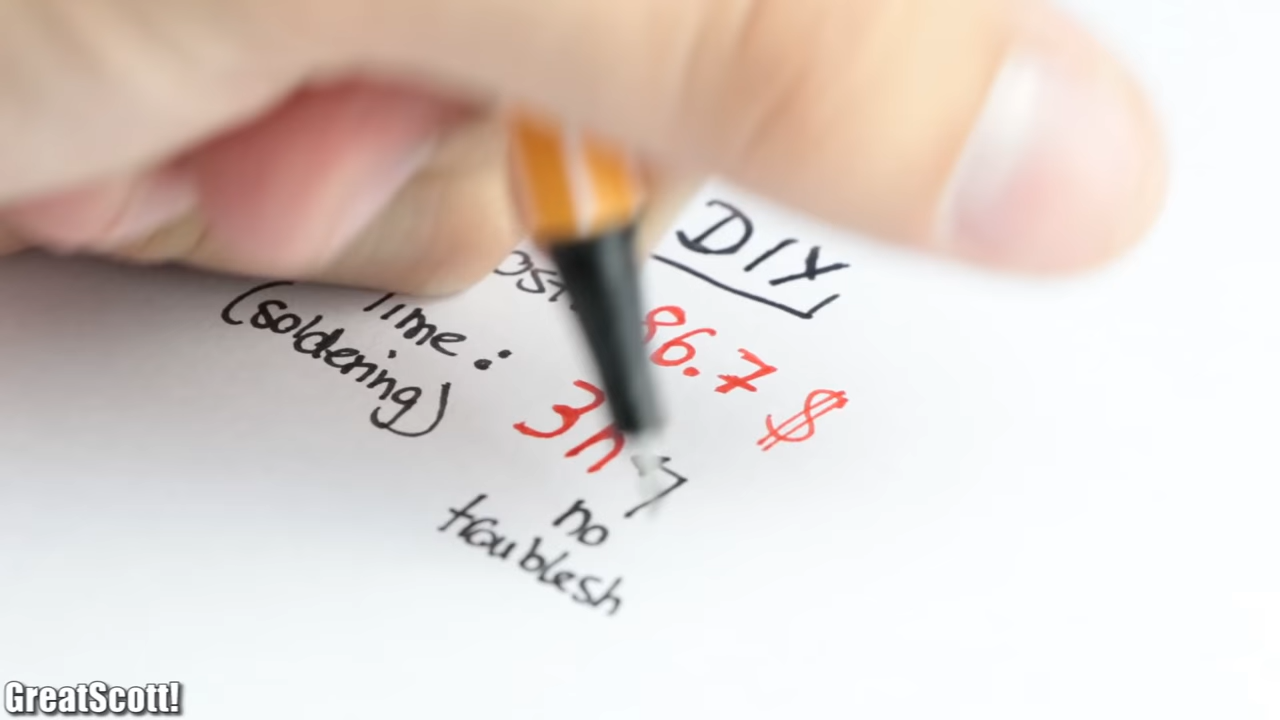 DIY
86.7 $
Time:
(soldering)
3h
no
troublesh
GreatScott!